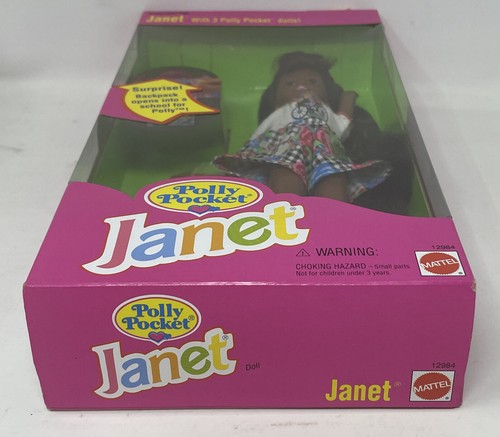 Janet With 3 Polly Pocket dolls!
Surprise!
Backpack
opens into a
school for
Polly™!
Polly
Pocket®
Janet®
⚠ WARNING:
CHOKING HAZARD – small parts
Not for children under 3 years.
12984
MATTEL
Polly
Pocket®
Janet®
Doll
Janet®
12984
MATTEL